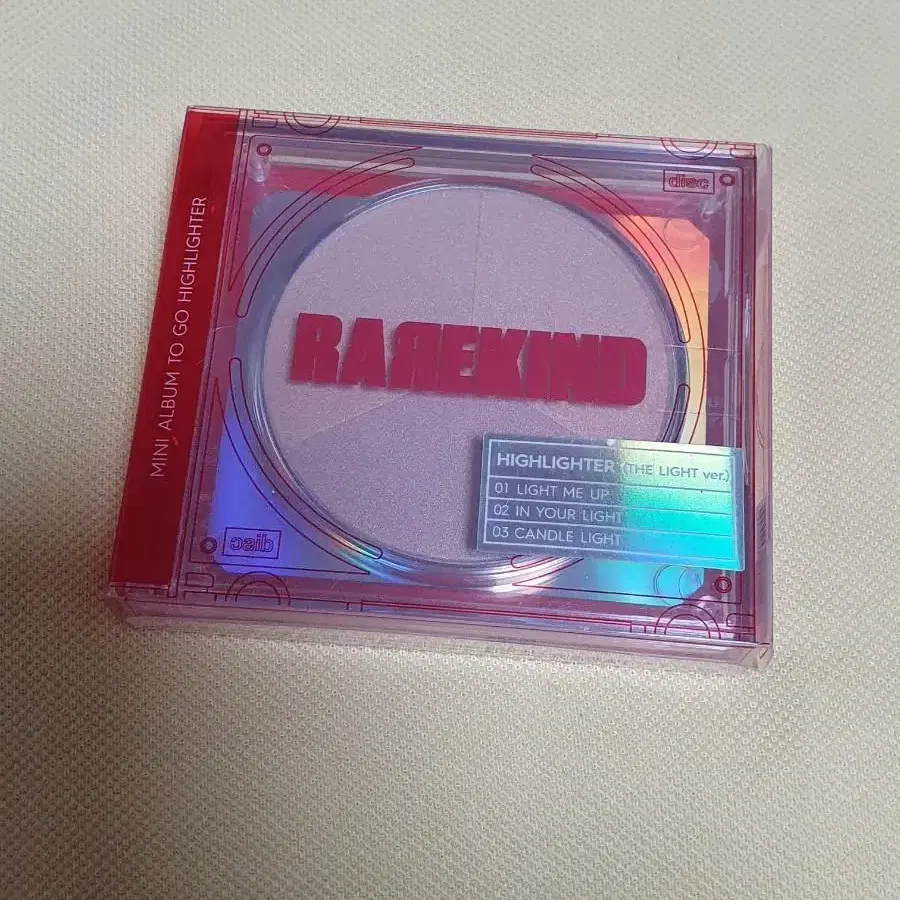 MINI ALBUM TO GO HIGHLIGHTER
disc
RAЯEKIND
HIGHLIGHTER (THE LIGHT ver.)
01 LIGHT ME UP
02 IN YOUR LIGHT
03 CANDLE LIGHT
disc